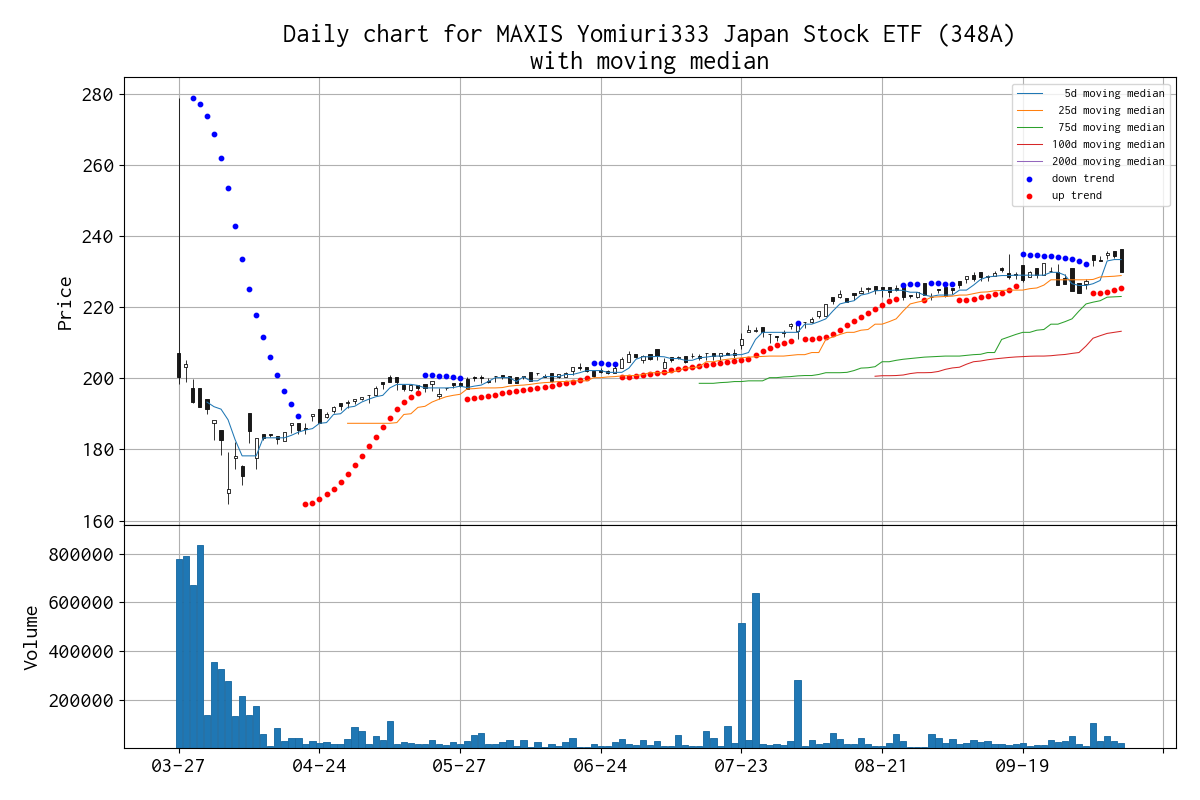 Daily chart for MAXIS Yomiuri333 Japan Stock ETF (348A)
with moving median
280
260
240
220
200
180
160
Price
5d moving median
25d moving median
75d moving median
100d moving median
200d moving median
down trend
up trend
800000
600000
400000
200000
Volume
03-27
04-24
05-27
06-24
07-23
08-21
09-19